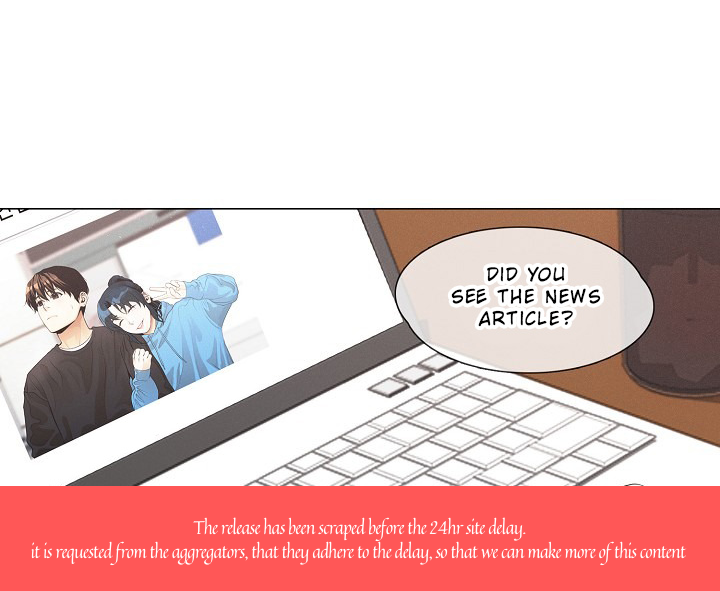 DID YOU
SEE THE NEWS
ARTICLE?
The release has been scraped before the 24hr site delay.
it is requested from the aggregators, that they adhere to the delay, so that we can make more of this content